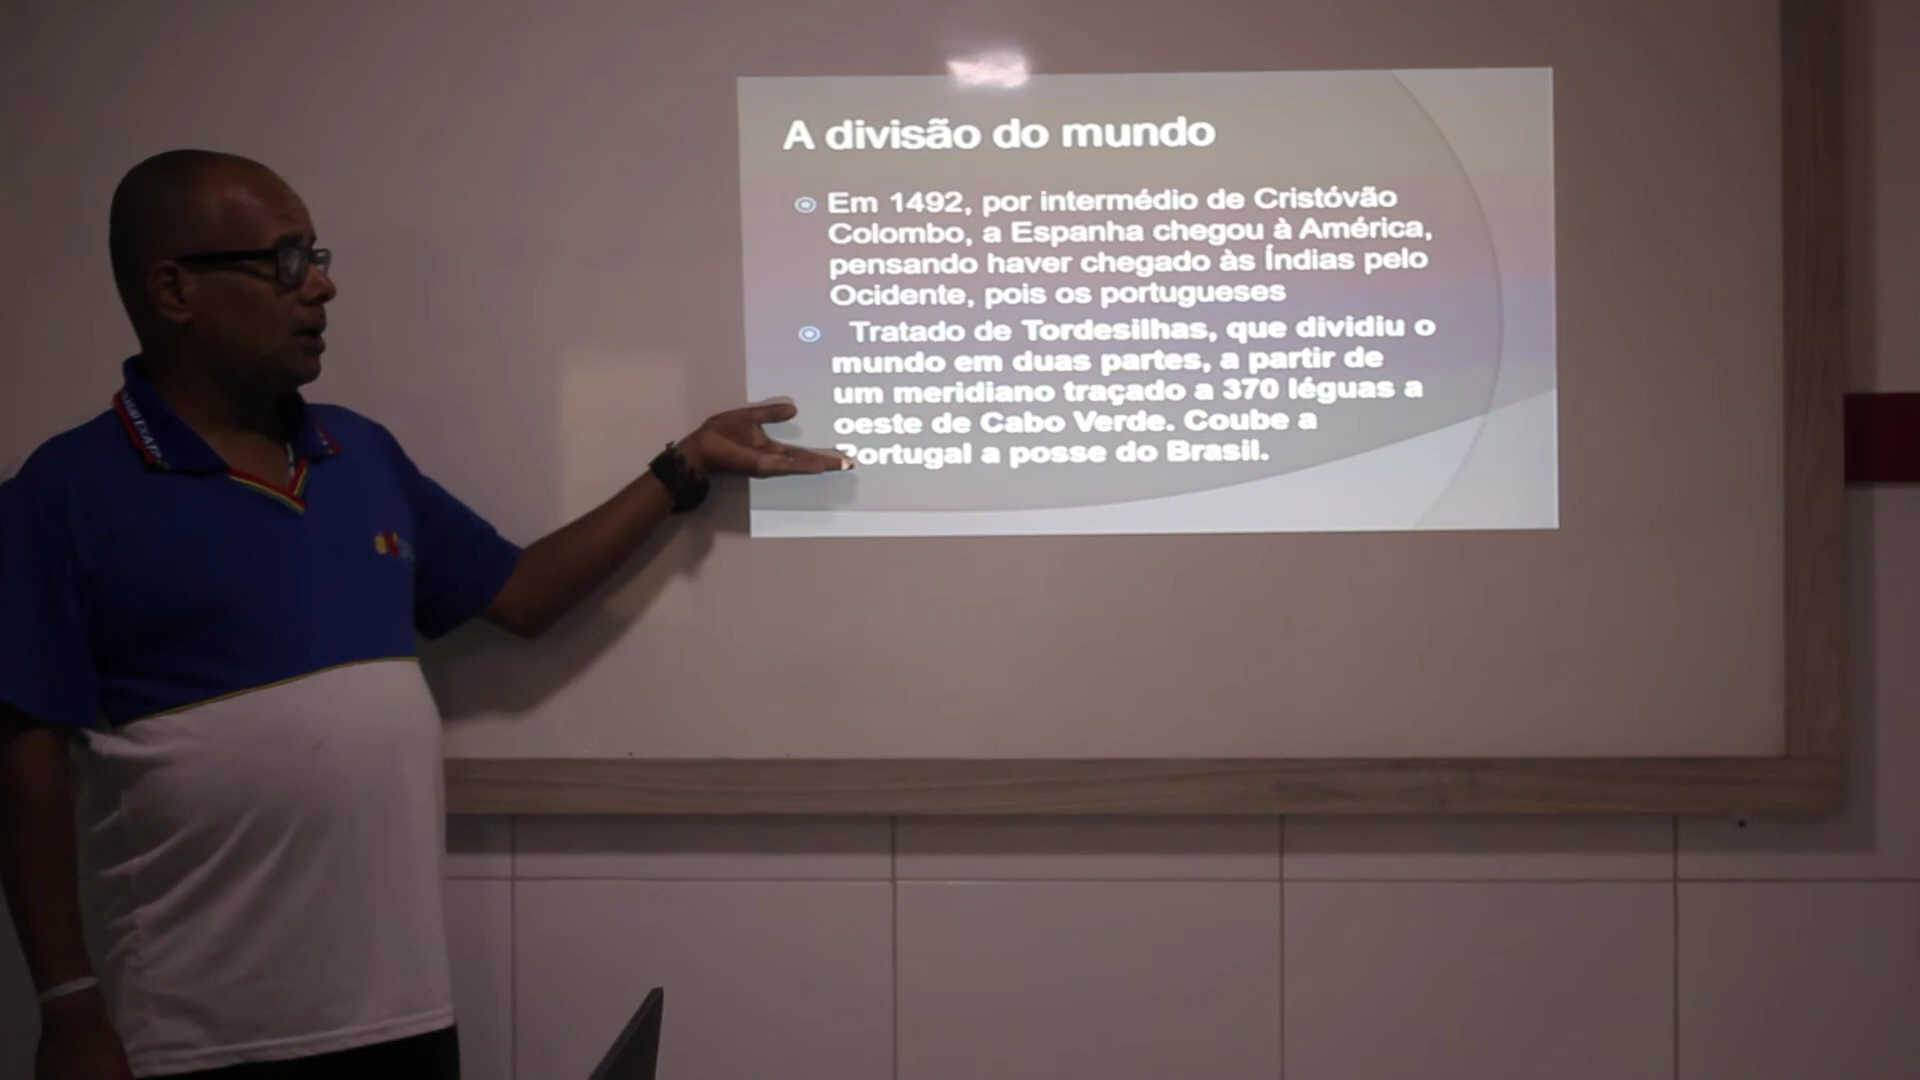 A divisão do mundo
Em 1492, por intermédio de Cristóvão
Colombo, a Espanha chegou à América,
pensando haver chegado às Índias pelo
Ocidente, pois os portugueses
Tratado de Tordesilhas, que dividiu o
mundo em duas partes, a partir de
um meridiano traçado a 370 léguas a
oeste de Cabo Verde. Coube a
Portugal a posse do Brasil.